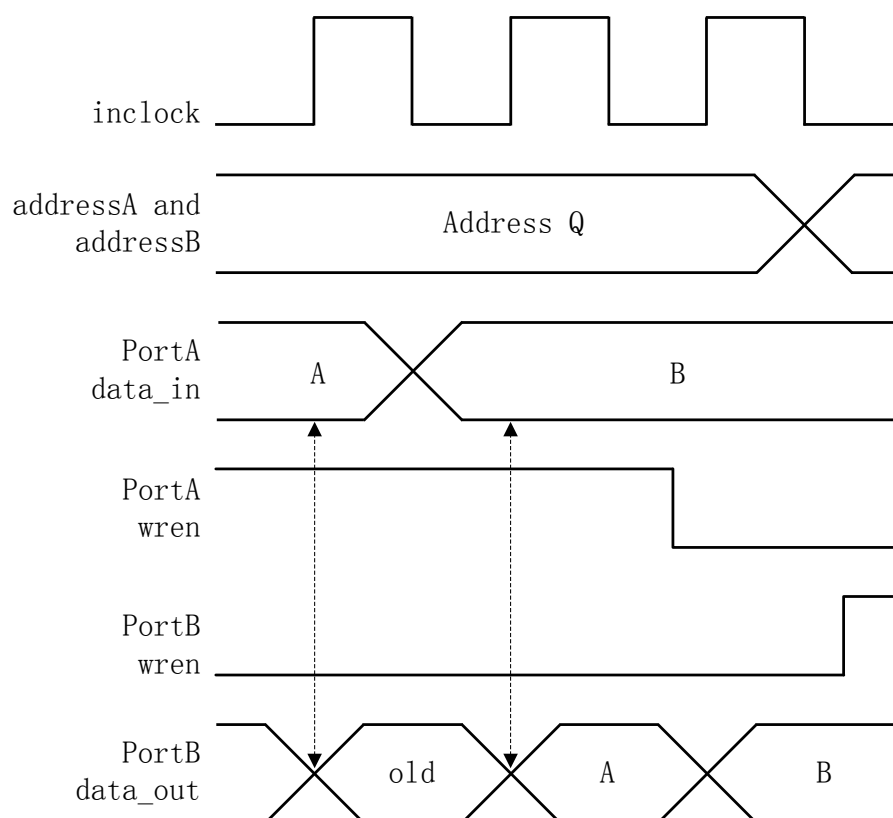 inclock
addressA and
addressB
Address Q
PortA
data_in
A
B
PortA
wren
PortB
wren
PortB
data_out
old
A
B